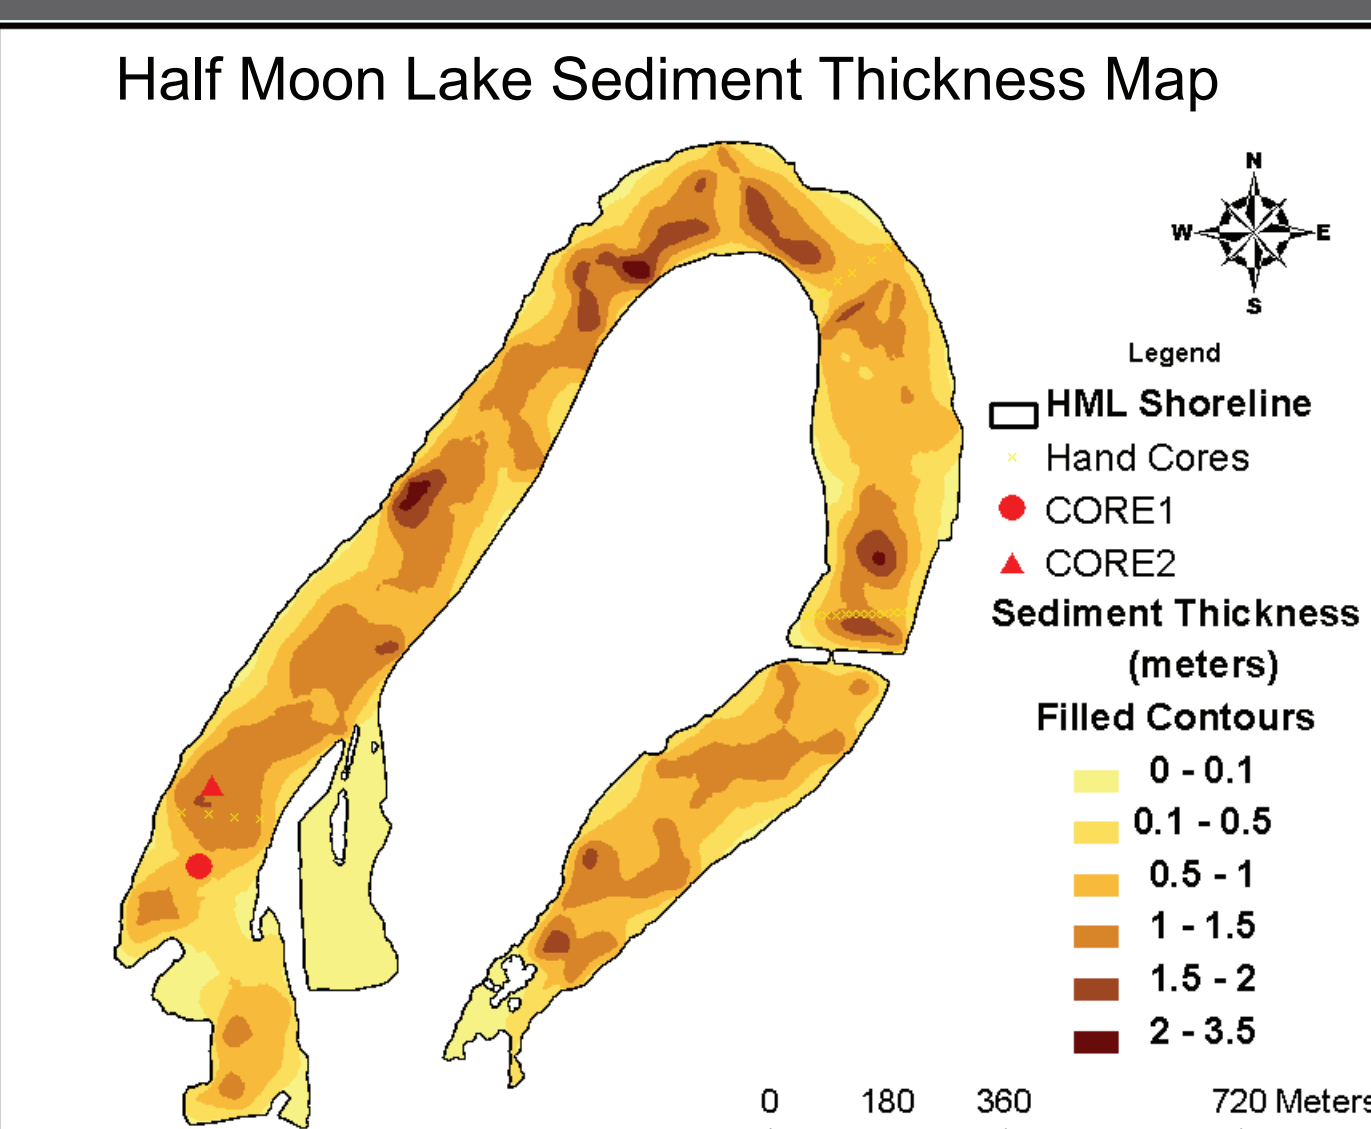 Half Moon Lake Sediment Thickness Map
N
W E
S
Legend
HML Shoreline
Hand Cores
CORE1
CORE2
Sediment Thickness
(meters)
Filled Contours
0 - 0.1
0.1 - 0.5
0.5 - 1
1 - 1.5
1.5 - 2
2 - 3.5
0 180 360 720 Meters